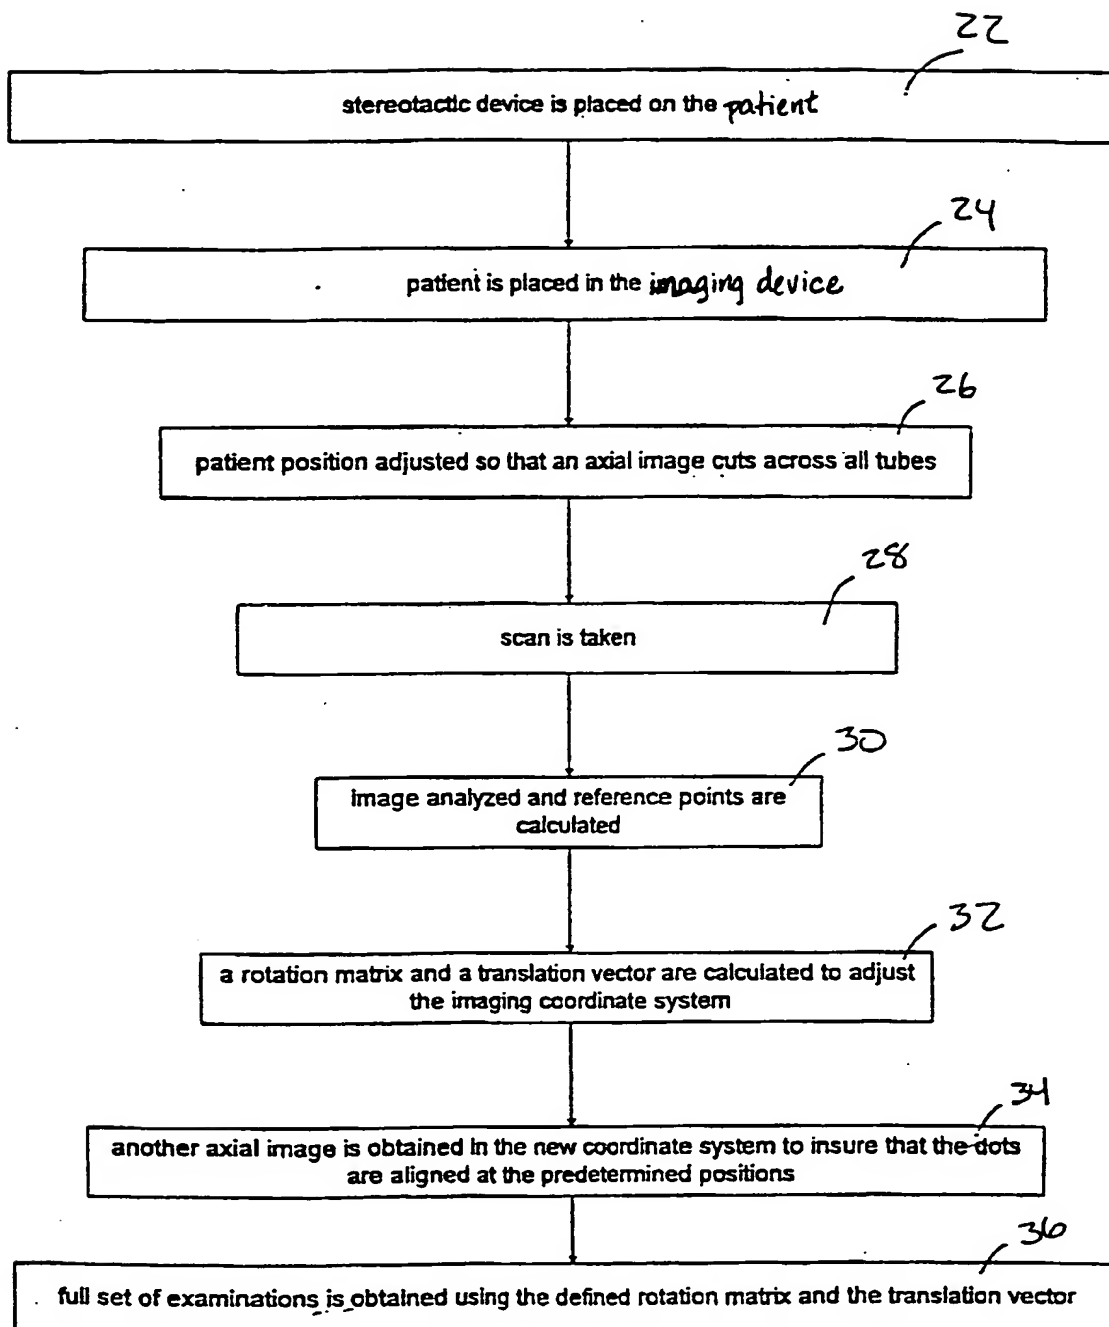 22
stereotactic device is placed on the patient
24
patient is placed in the imaging device
26
patient position adjusted so that an axial image cuts across all tubes
28
scan is taken
30
image analyzed and reference points are
calculated
32
a rotation matrix and a translation vector are calculated to adjust
the imaging coordinate system
34
another axial image is obtained in the new coordinate system to insure that the dots
are aligned at the predetermined positions
36
full set of examinations is obtained using the defined rotation matrix and the translation vector